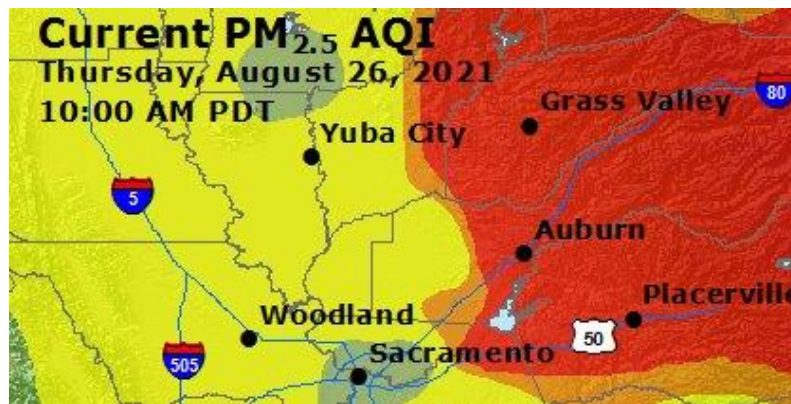 Current PM2.5 AQI
Thursday, August 26, 2021
10:00 AM PDT
Grass Valley
80
Yuba City
5
Auburn
Placerville
Woodland
50
505
Sacramento